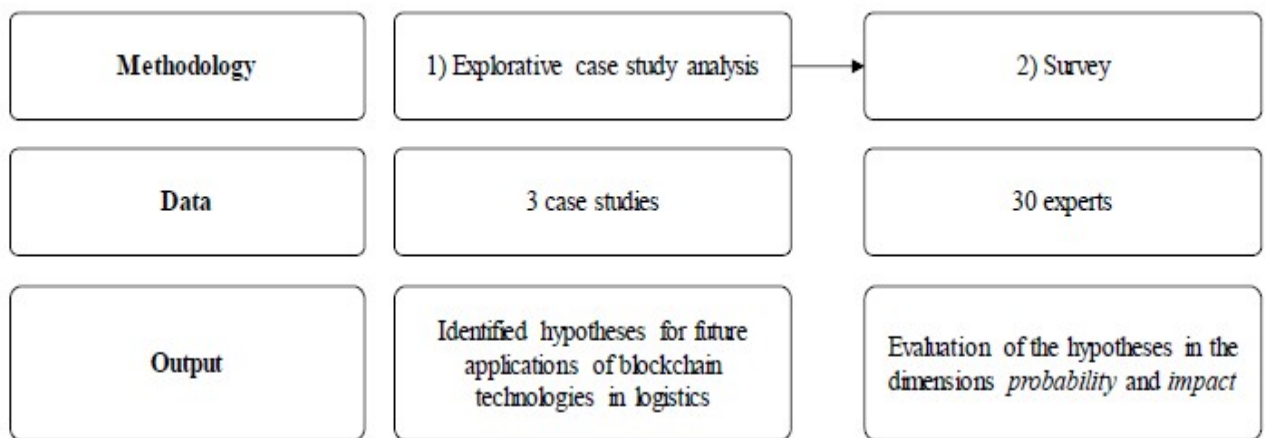 Methodology
1) Explorative case study analysis
2) Survey
Data
3 case studies
30 experts
Output
Identified hypotheses for future
applications of blockchain
technologies in logistics
Evaluation of the hypotheses in the
dimensions probability and impact